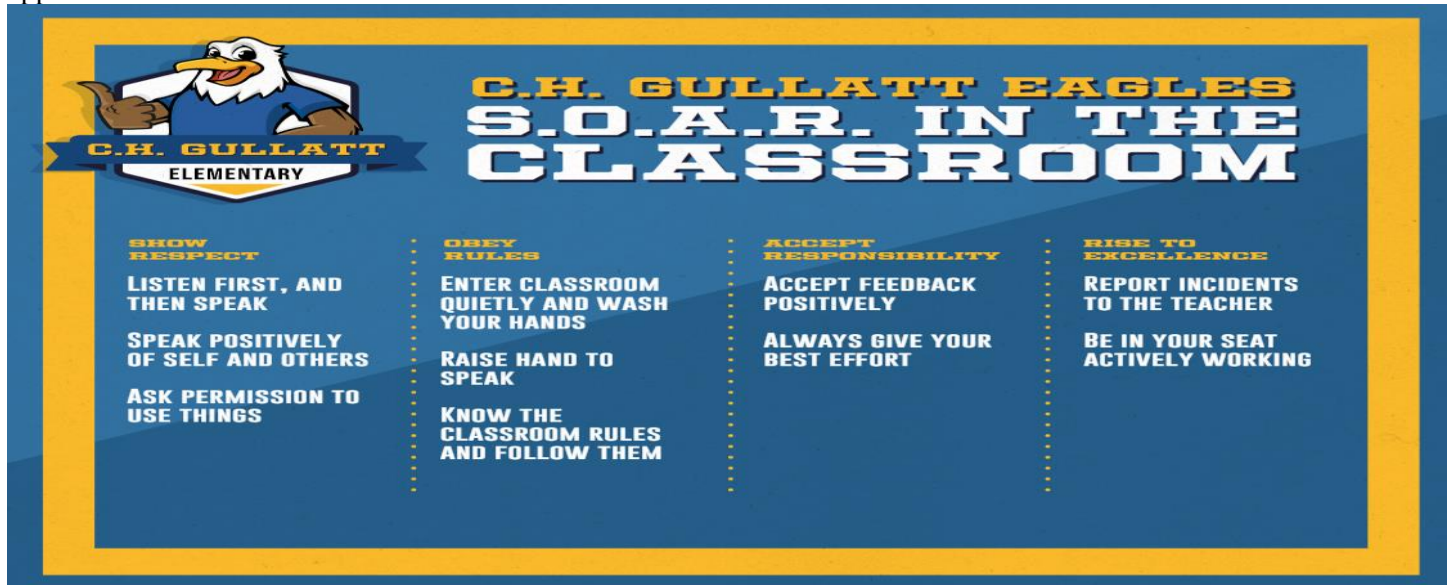 C.H. GULLATT
ELEMENTARY
C.H. GULLATT EAGLES
S.O.A.R. IN THE
CLASSROOM
SHOW
RESPECT
LISTEN FIRST, AND
THEN SPEAK
SPEAK POSITIVELY
OF SELF AND OTHERS
ASK PERMISSION TO
USE THINGS
OBEY
RULES
ENTER CLASSROOM
QUIETLY AND WASH
YOUR HANDS
RAISE HAND TO
SPEAK
KNOW THE
CLASSROOM RULES
AND FOLLOW THEM
ACCEPT
RESPONSIBILITY
ACCEPT FEEDBACK
POSITIVELY
ALWAYS GIVE YOUR
BEST EFFORT
RISE TO
EXCELLENCE
REPORT INCIDENTS
TO THE TEACHER
BE IN YOUR SEAT
ACTIVELY WORKING